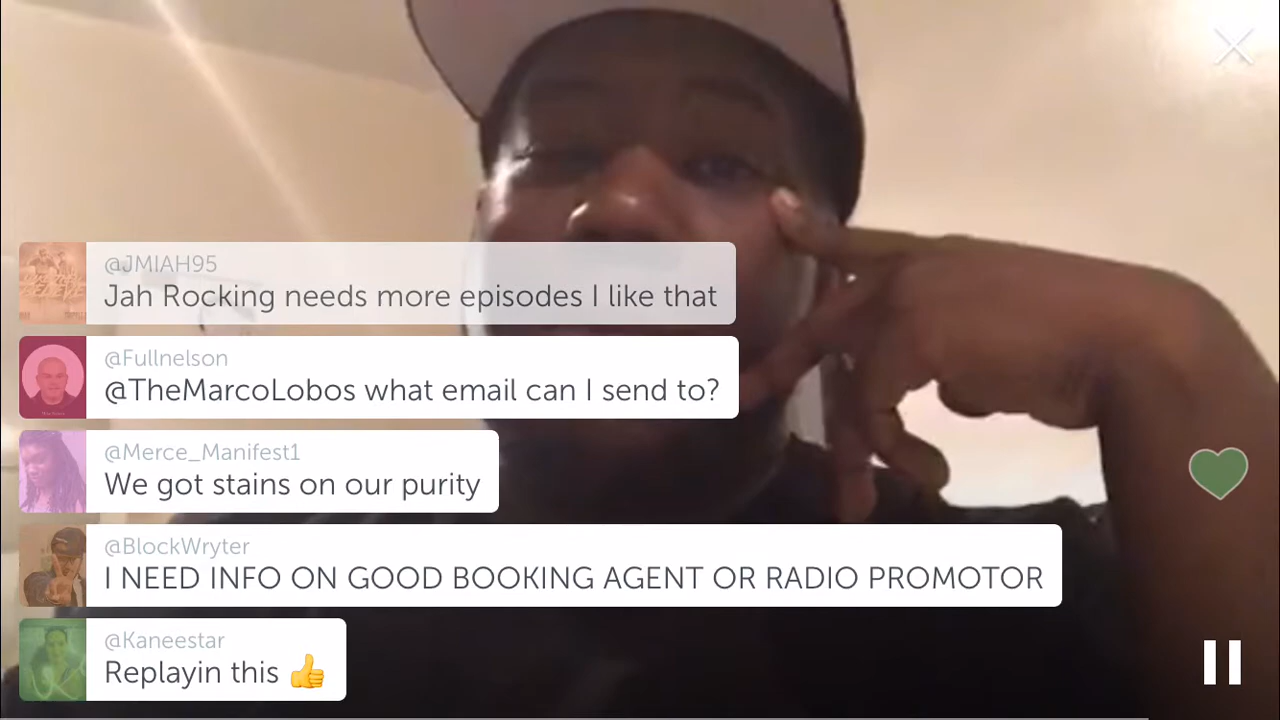 @JMIAH95
Jah Rocking needs more episodes I like that
@Fullnelson
@TheMarcoLobos what email can I send to?
@Merce_Manifest1
We got stains on our purity
@BlockWryter
I NEED INFO ON GOOD BOOKING AGENT OR RADIO PROMOTOR
@Kaneestar
Replayin this 👍